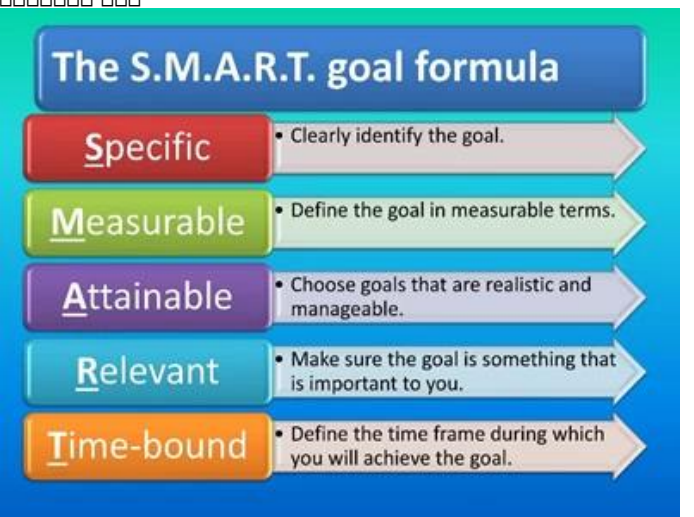 The S.M.A.R.T. goal formula
Specific
• Clearly identify the goal.
Measurable
• Define the goal in measurable terms.
Attainable
• Choose goals that are realistic and
manageable.
Relevant
• Make sure the goal is something that
is important to you.
Time-bound
• Define the time frame during which
you will achieve the goal.